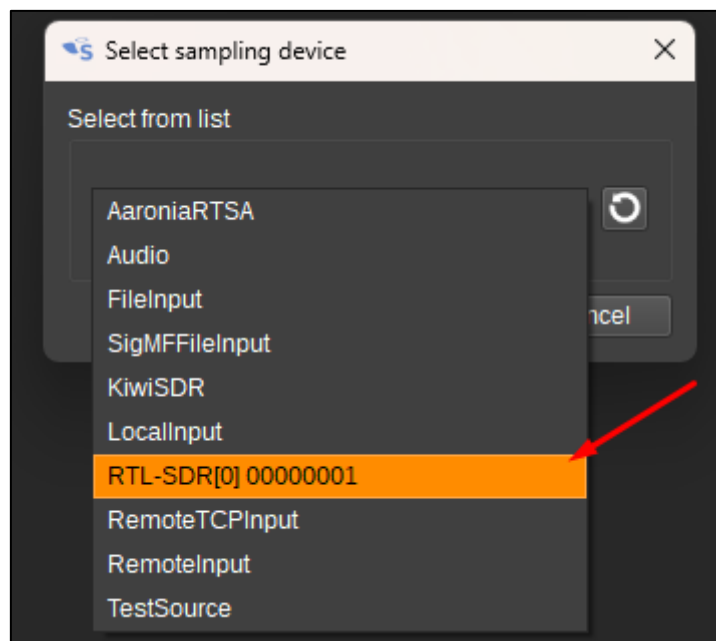 Select sampling device
Select from list
AaroniaRTSA
Audio
FileInput
SigMFFileInput
ncel
KiwiSDR
LocalInput
RTL-SDR[0] 00000001
RemoteTCPInput
RemoteInput
TestSource